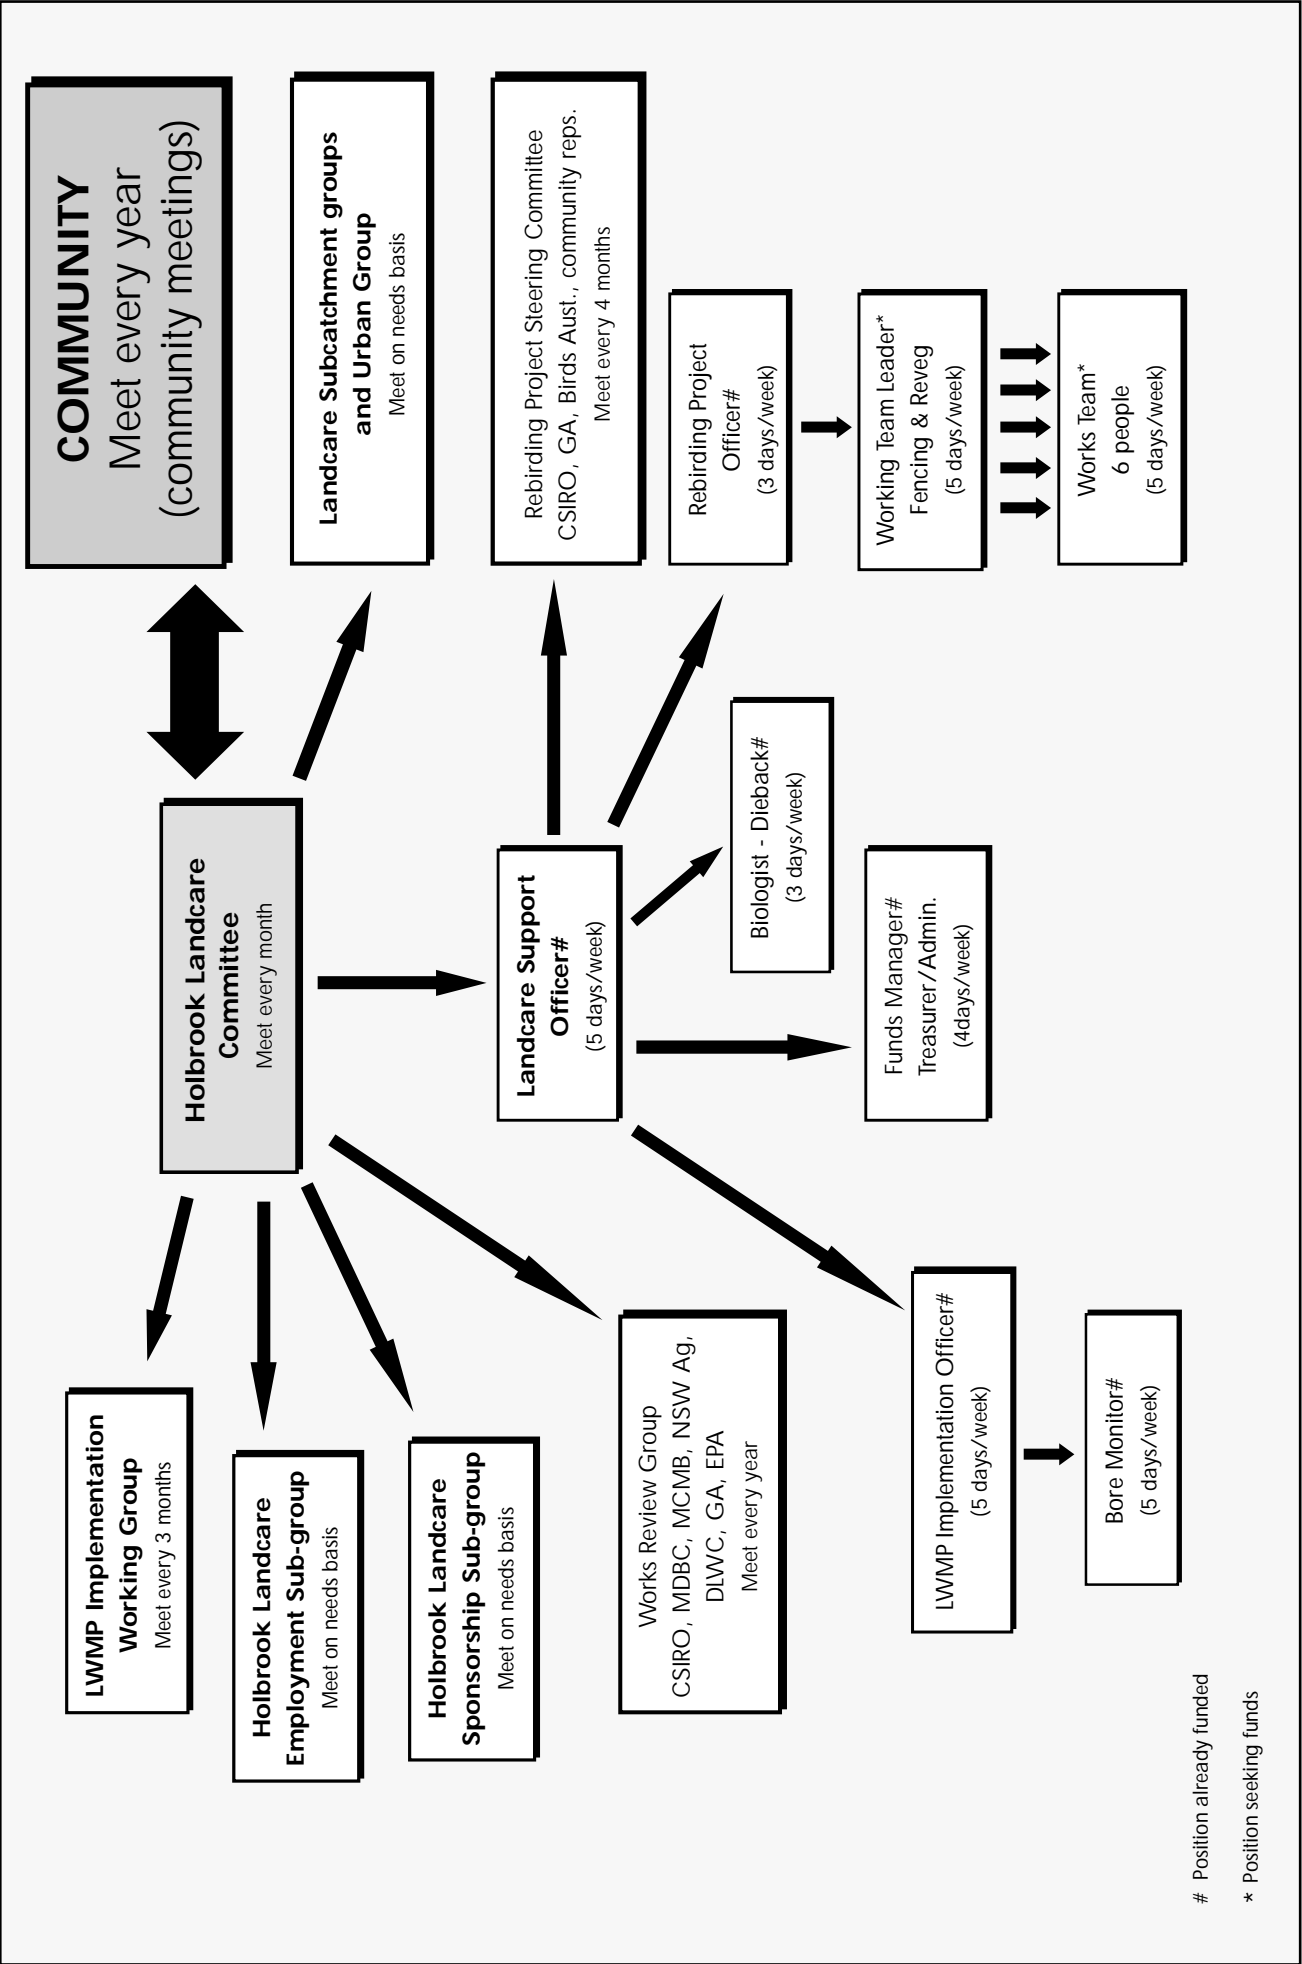 COMMUNITY
Meet every year
(community meetings)
Holbrook Landcare
Committee
Meet every month
LWMP Implementation
Working Group
Meet every 3 months
Holbrook Landcare
Employment Sub-group
Meet on needs basis
Holbrook Landcare
Sponsorship Sub-group
Meet on needs basis
Landcare Subcatchment groups
and Urban Group
Meet on needs basis
Landcare Support
Officer#
(5 days/week)
Rebirding Project Steering Committee
CSIRO, GA, Birds Aust., community reps.
Meet every 4 months
Works Review Group
CSIRO, MDBC, MCMB, NSW Ag,
DLWC, GA, EPA
Meet every year
Rebirding Project
Officer#
(3 days/week)
Biologist - Dieback#
(3 days/week)
Funds Manager#
Treasurer/Admin.
(4days/week)
Working Team Leader*
Fencing & Reveg
(5 days/week)
LWMP Implementation Officer#
(5 days/week)
Works Team*
6 people
(5 days/week)
Bore Monitor#
(5 days/week)
# Position already funded
* Position seeking funds